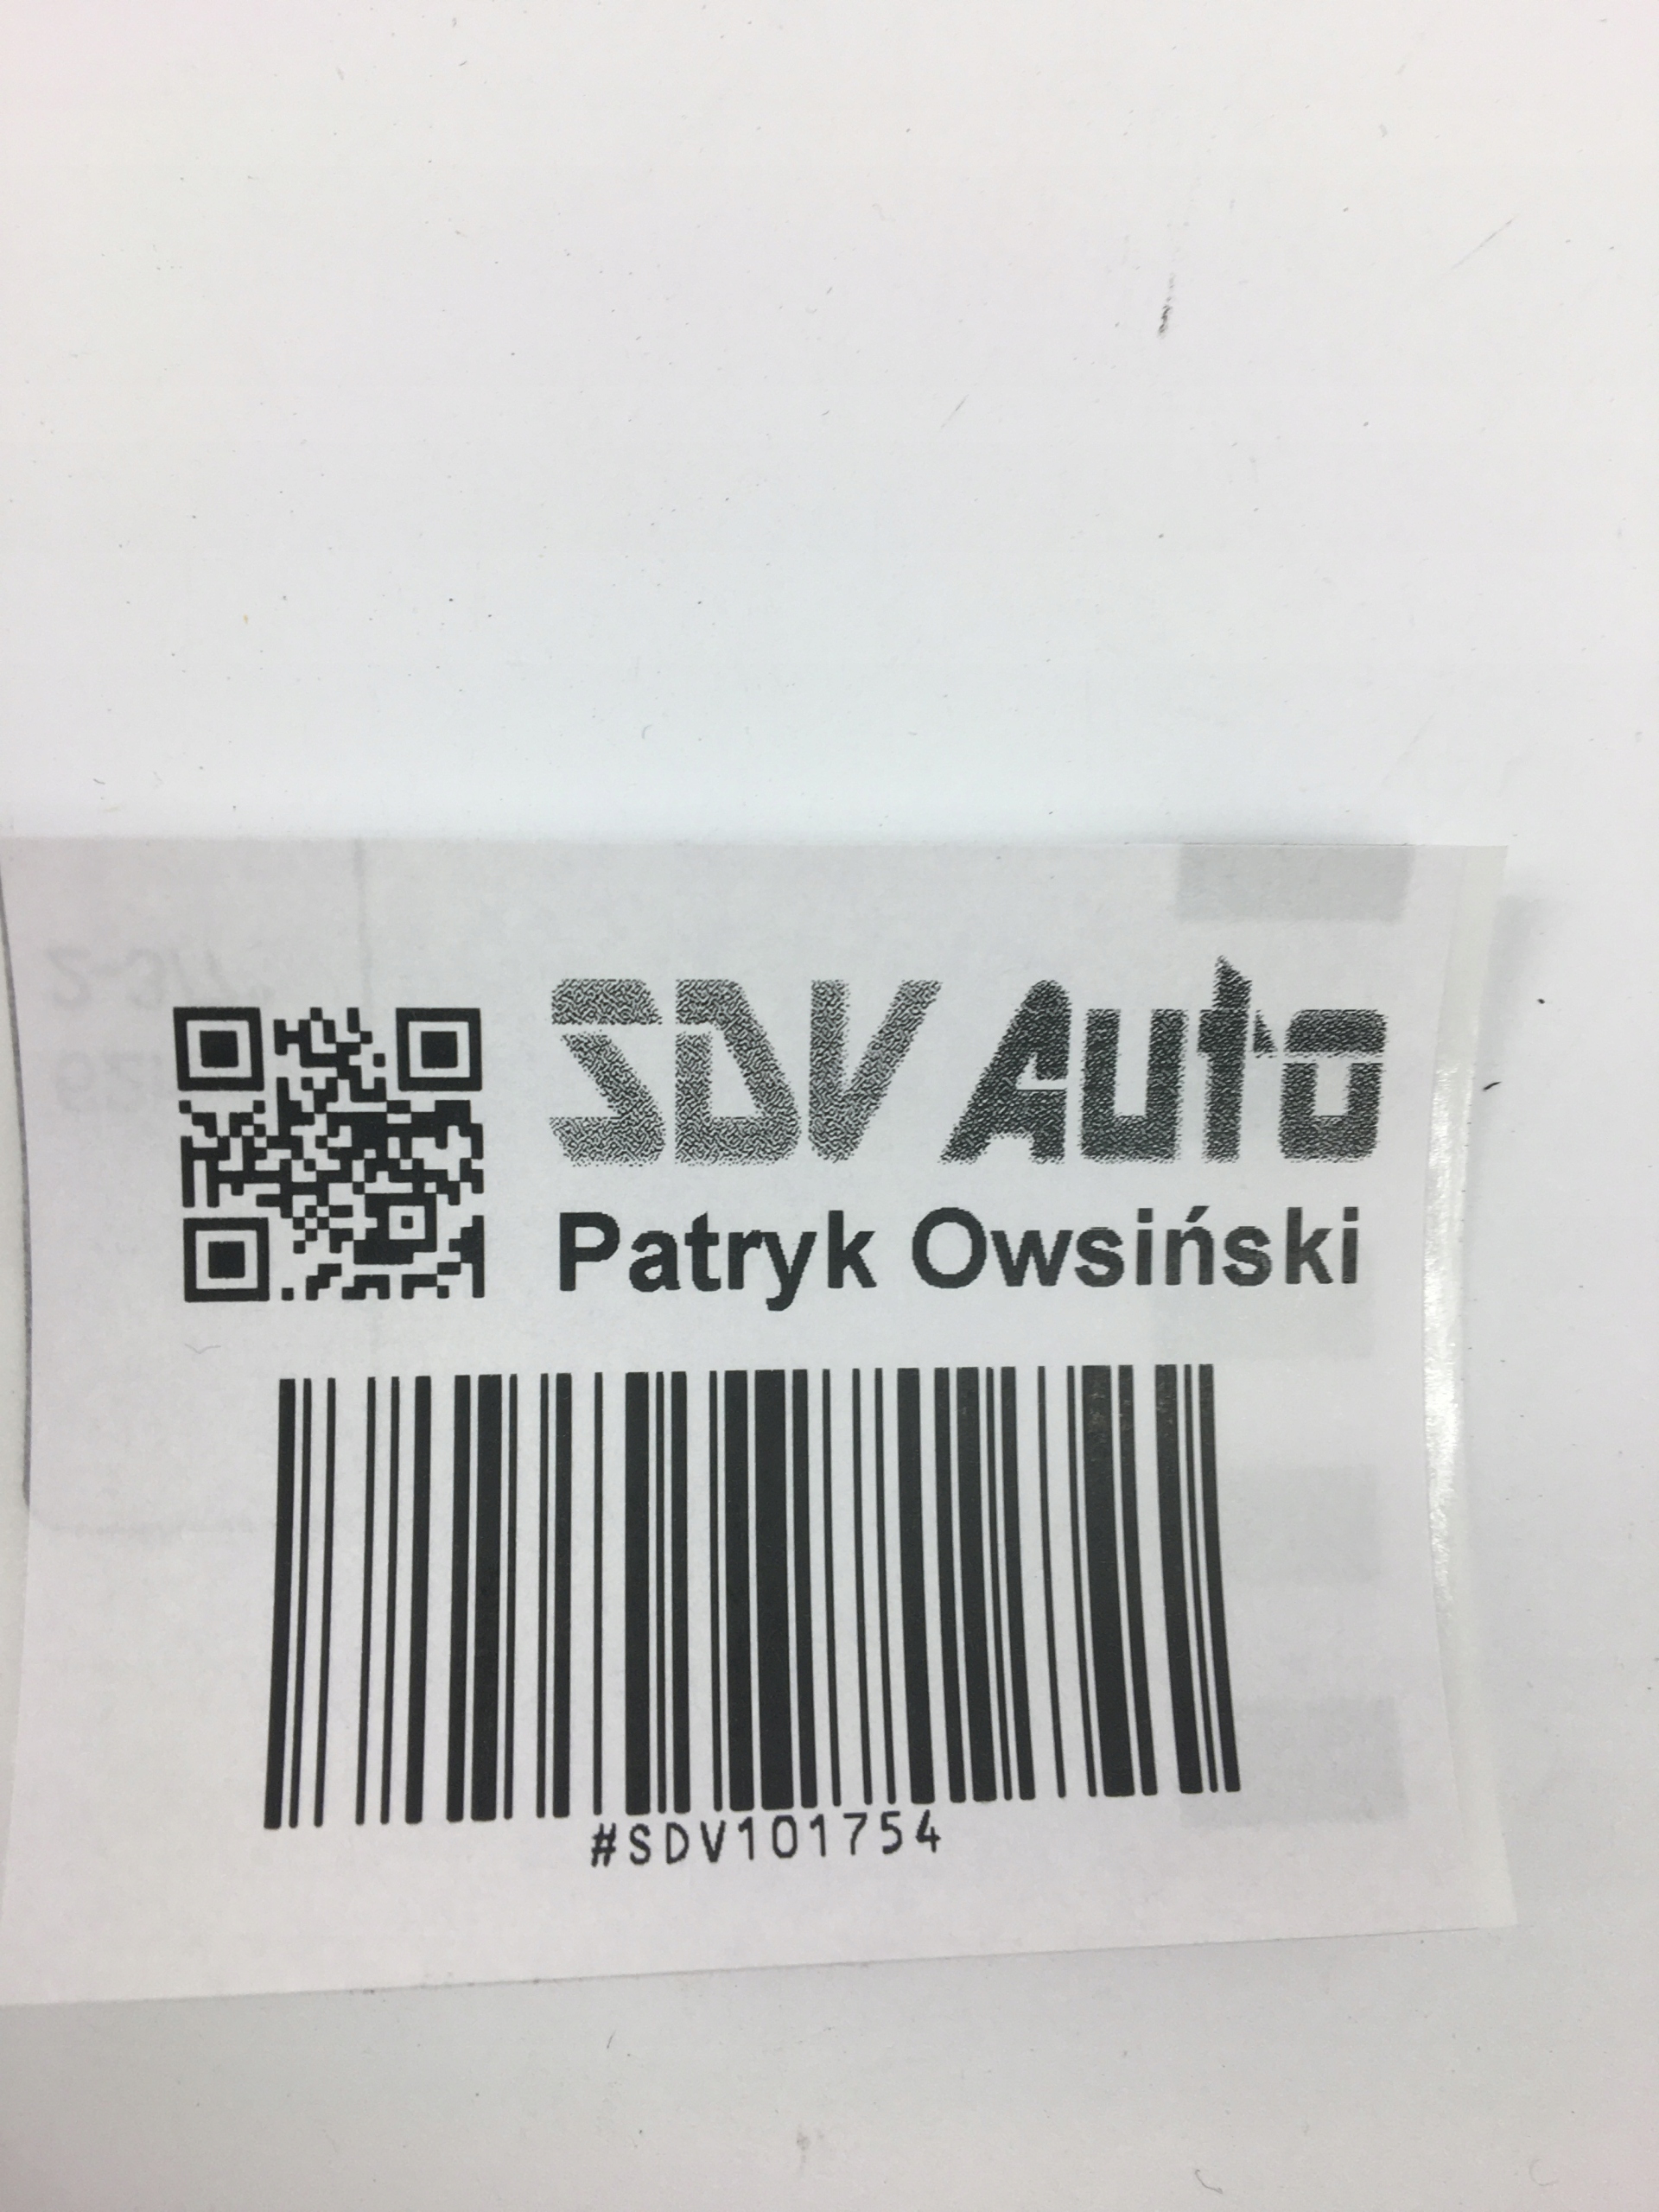 SDV Auto
Patryk Owsiński
#SDV101754